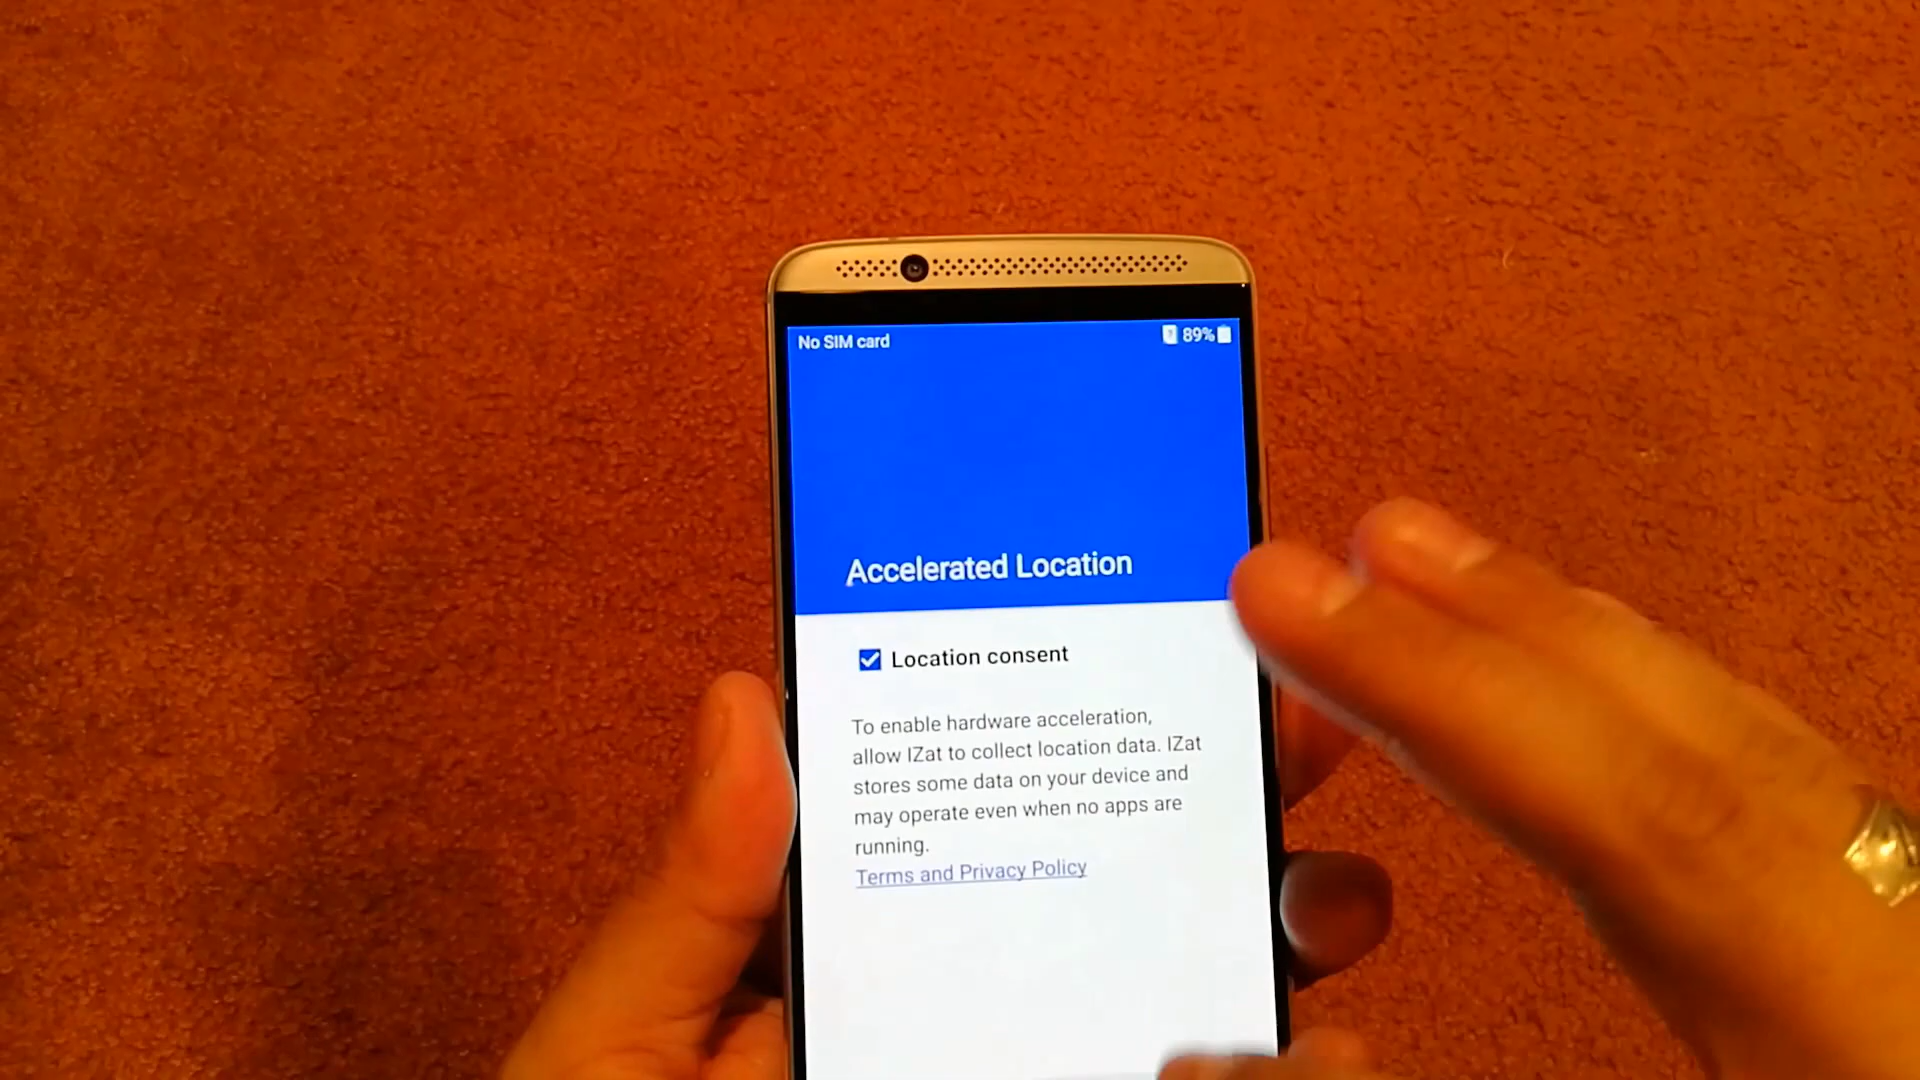 No SIM card
89%
Accelerated Location
Location consent
To enable hardware acceleration,
allow IZat to collect location data. IZat
stores some data on your device and
may operate even when no apps are
running.
Terms and Privacy Policy